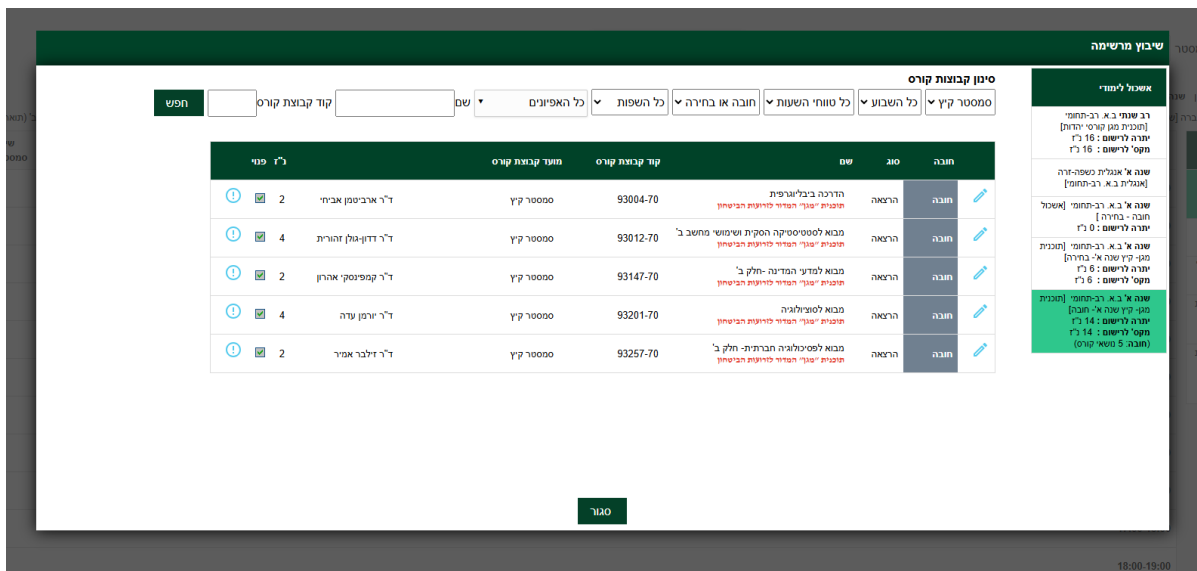 שיבוץ מרשימה
אשכול לימודי
רב שנתי ב.א. רב-תחומי
[תוכנית מגן קורסי יהדות]
יתרה לרישום : 16 נ"ז
מקס' לרישום : 16 נ"ז
שנה א' אנגלית כשפה-זרה
[אנגלית ב.א. רב-תחומי]
שנה א' ב.א. רב-תחומי [אשכול
חובה - בחירה ]
יתרה לרישום : 0 נ"ז
שנה א' ב.א. רב-תחומי [תוכנית
מגן- קיץ שנה א'- בחירה]
יתרה לרישום : 6 נ"ז
מקס' לרישום : 6 נ"ז
שנה א' ב.א. רב-תחומי [תוכנית
מגן- קיץ שנה א'- חובה]
יתרה לרישום : 14 נ"ז
מקס' לרישום : 14 נ"ז
(חובה: 5 נושאי קורס)
סינון קבוצות קורס
סמסטר קיץ כל השבוע כל טווחי השעות חובה או בחירה כל השפות כל האפיונים שם קוד קבוצת קורס חפש
חובה סוג שם קוד קבוצת קורס מועד קבוצת קורס נ"ז פנוי
חובה הרצאה הדרכה ביבליוגרפית 93004-70 סמסטר קיץ ד"ר ארביטמן אביחי 2
תוכנית "מגן" המדור לזרועות הביטחון
חובה הרצאה מבוא לסטטיסטיקה הסקית ושימושי מחשב ב' 93012-70 סמסטר קיץ ד"ר דדון-גולן זהורית 4
תוכנית "מגן" המדור לזרועות הביטחון
חובה הרצאה מבוא למדעי המדינה -חלק ב' 93147-70 סמסטר קיץ ד"ר קמפינסקי אהרון 2
תוכנית "מגן" המדור לזרועות הביטחון
חובה הרצאה מבוא לסוציולוגיה 93201-70 סמסטר קיץ ד"ר יורמן עדה 4
תוכנית "מגן" המדור לזרועות הביטחון
חובה הרצאה מבוא לפסיכולוגיה חברתית- חלק ב' 93257-70 סמסטר קיץ ד"ר זילבר אמיר 2
תוכנית "מגן" המדור לזרועות הביטחון
סגור
18:00-19:00